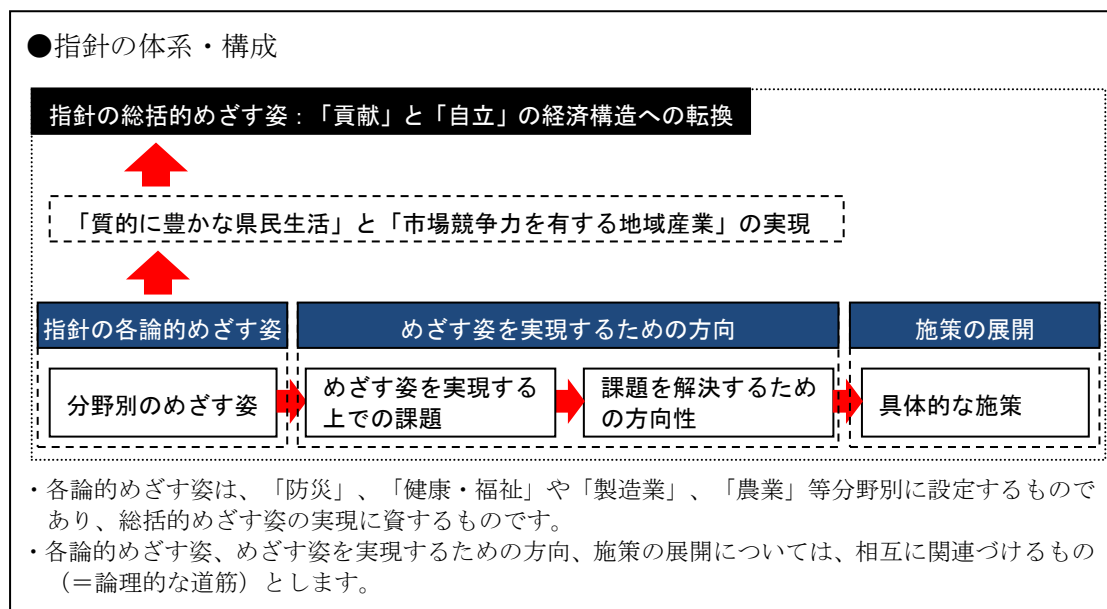 ●指針の体系・構成
指針の総括的めざす姿：「貢献」と「自立」の経済構造への転換
「質的に豊かな県民生活」と「市場競争力を有する地域産業」の実現
指針の各論的めざす姿
めざす姿を実現するための方向
施策の展開
分野別のめざす姿
めざす姿を実現する
上での課題
課題を解決するため
の方向性
具体的な施策
・各論的めざす姿は、「防災」、「健康・福祉」や「製造業」、「農業」等分野別に設定するもので
あり、総括的めざす姿の実現に資するものです。
・各論的めざす姿、めざす姿を実現するための方向、施策の展開については、相互に関連づけるもの
（＝論理的な道筋）とします。